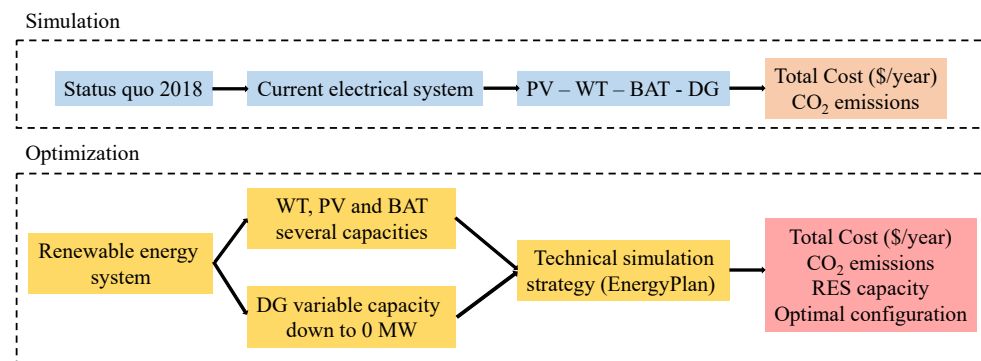 Simulation
Status quo 2018
Current electrical system
PV – WT – BAT - DG
Total Cost ($/year)
CO₂ emissions
Optimization
Renewable energy
system
WT, PV and BAT
several capacities
DG variable capacity
down to 0 MW
Technical simulation
strategy (EnergyPlan)
Total Cost ($/year)
CO₂ emissions
RES capacity
Optimal configuration